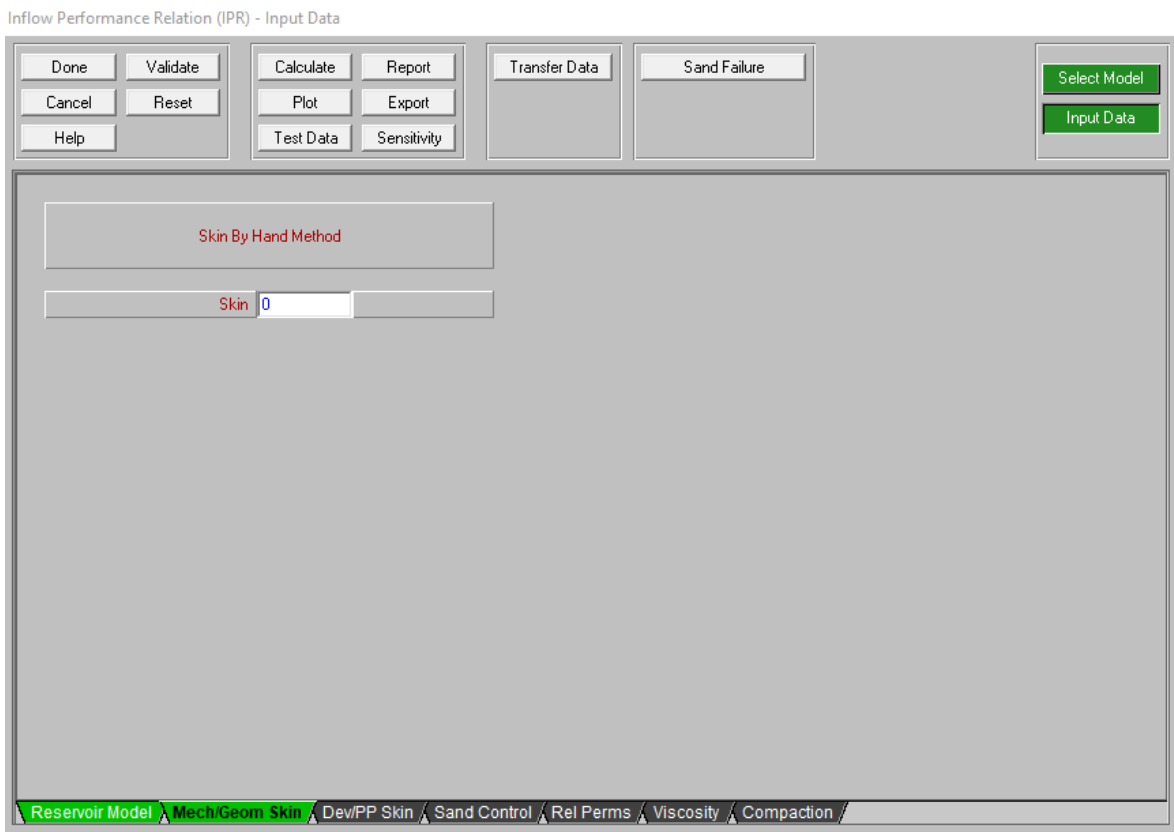 Inflow Performance Relation (IPR) - Input Data
Done Validate Calculate Report Transfer Data Sand Failure Select Model
Cancel Reset Plot Export Input Data
Help Test Data Sensitivity
Skin By Hand Method
Skin 0
Reservoir Model Mech/Geom Skin Dev/PP Skin Sand Control Rel Perms Viscosity Compaction